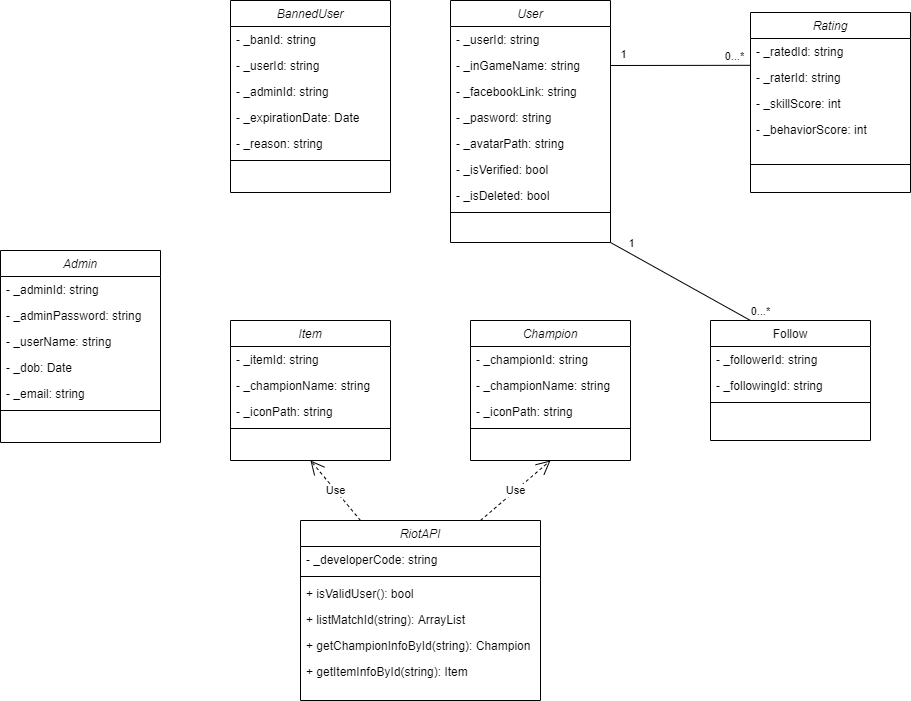 BannedUser
- _banId: string
- _userId: string
- _adminId: string
- _expirationDate: Date
- _reason: string
User
- _userId: string
- _inGameName: string
- _facebookLink: string
- _pasword: string
- _avatarPath: string
- _isVerified: bool
- _isDeleted: bool
1
0...*
Rating
- _ratedId: string
- _raterId: string
- _skillScore: int
- _behaviorScore: int
1
0...*
Admin
- _adminId: string
- _adminPassword: string
- _userName: string
- _dob: Date
- _email: string
Item
- _itemId: string
- _championName: string
- _iconPath: string
Champion
- _championId: string
- _championName: string
- _iconPath: string
Follow
- _followerId: string
- _followingId: string
Use
Use
RiotAPI
- _developerCode: string
+ isValidUser(): bool
+ listMatchId(string): ArrayList
+ getChampionInfoById(string): Champion
+ getItemInfoById(string): Item